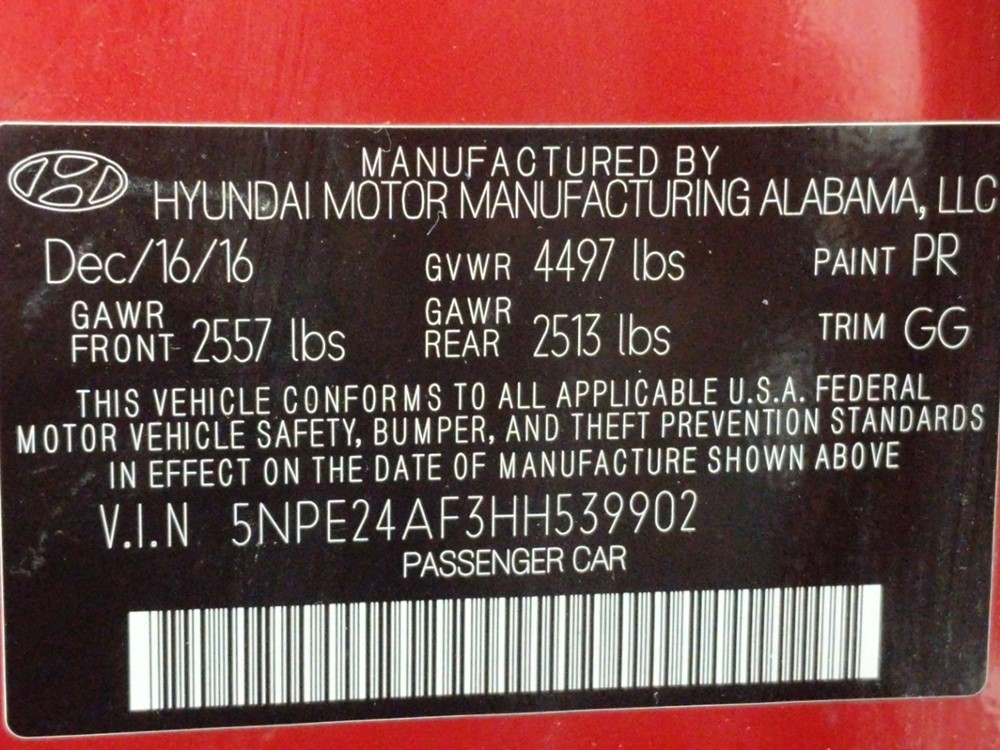 MANUFACTURED BY
HYUNDAI MOTOR MANUFACTURING ALABAMA, LLC
Dec/16/16 GVWR 4497 lbs PAINT PR
GAWR FRONT 2557 lbs GAWR REAR 2513 lbs TRIM GG
THIS VEHICLE CONFORMS TO ALL APPLICABLE U.S.A. FEDERAL
MOTOR VEHICLE SAFETY, BUMPER, AND THEFT PREVENTION STANDARDS
IN EFFECT ON THE DATE OF MANUFACTURE SHOWN ABOVE
V.I.N 5NPE24AF3HH539902
PASSENGER CAR